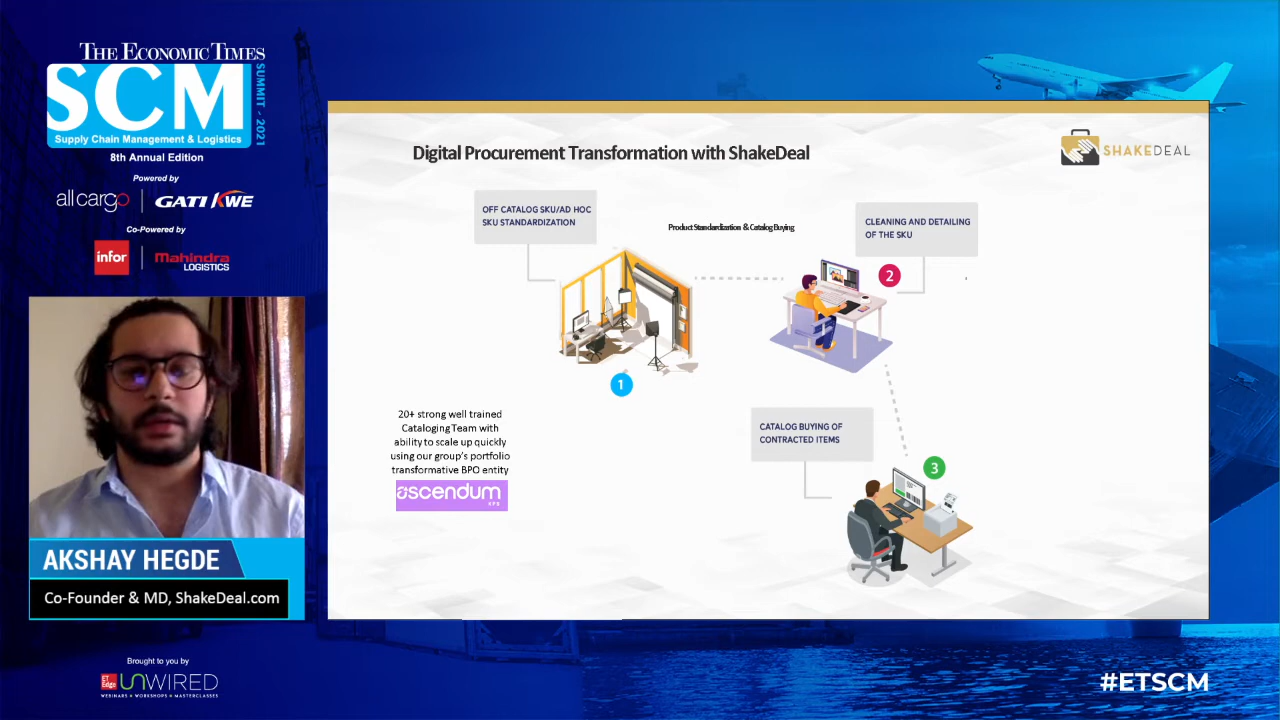 THE ECONOMIC TIMES
SCM
SUMMIT - 2021
Supply Chain Management & Logistics
8th Annual Edition
Powered by
allcargo
GATI KWE
Co-Powered by
infor
Mahindra
LOGISTICS
AKSHAY HEGDE
Co-Founder & MD, ShakeDeal.com
Brought to you by
ET Edge
UNWIRED
WEBINARS + WORKSHOPS + MASTERCLASSES
Digital Procurement Transformation with ShakeDeal
SHAKEDEAL
OFF CATALOG SKU/AD HOC
SKU STANDARDIZATION
Product Standardization & Catalog Buying
CLEANING AND DETAILING
OF THE SKU
1
2
20+ strong well trained
Cataloging Team with
ability to scale up quickly
using our group's portfolio
transformative BPO entity
ascendum
KPS
CATALOG BUYING OF
CONTRACTED ITEMS
3
#ETSCM